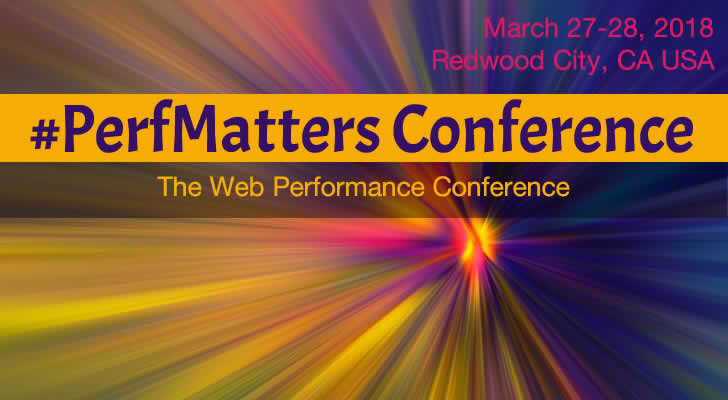 March 27-28, 2018
Redwood City, CA USA
#PerfMatters Conference
The Web Performance Conference